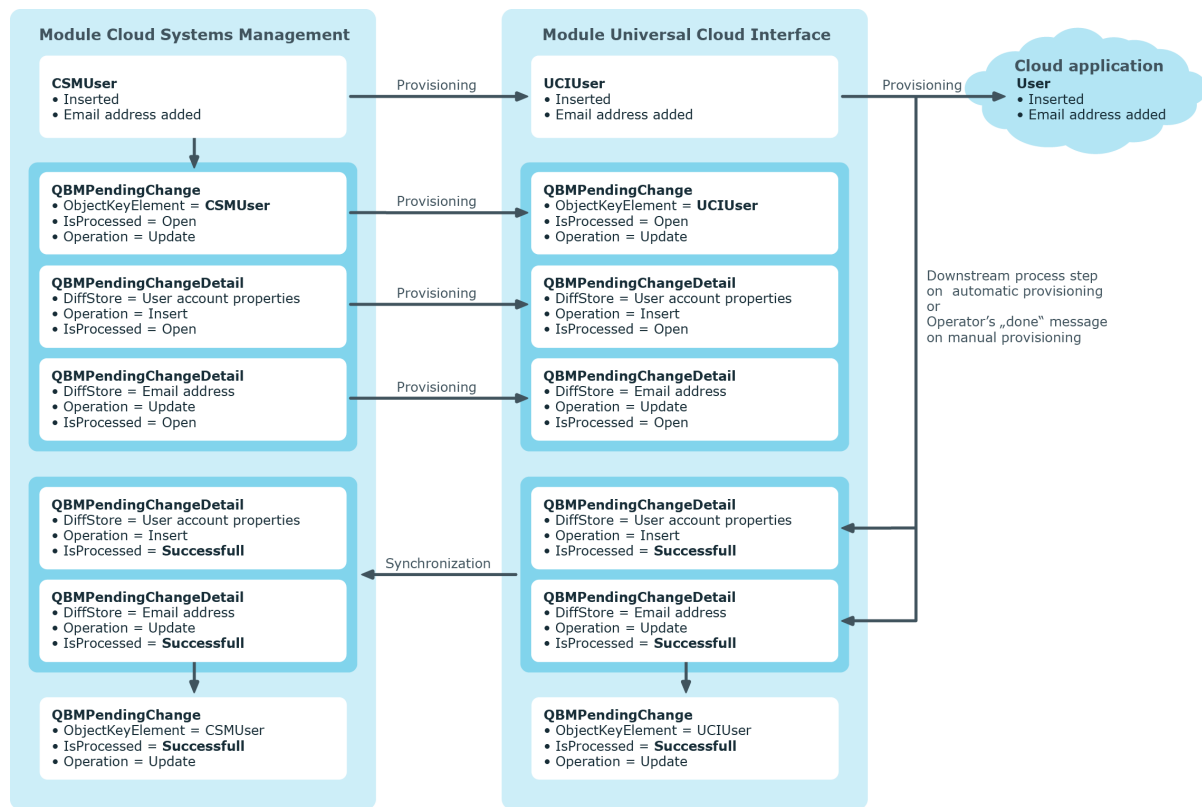 Module Cloud Systems Management
CSMUser
• Inserted
• Email address added
Provisioning
Module Universal Cloud Interface
UCIUser
• Inserted
• Email address added
Provisioning
Cloud application
User
• Inserted
• Email address added
QBMPendingChange
• ObjectKeyElement = CSMUser
• IsProcessed = Open
• Operation = Update
Provisioning
QBMPendingChange
• ObjectKeyElement = UCIUser
• IsProcessed = Open
• Operation = Update
QBMPendingChangeDetail
• DiffStore = User account properties
• Operation = Insert
• IsProcessed = Open
Provisioning
QBMPendingChangeDetail
• DiffStore = User account properties
• Operation = Insert
• IsProcessed = Open
Downstream process step
on  automatic provisioning
or
Operator’s „done‟ message
on manual provisioning
QBMPendingChangeDetail
• DiffStore = Email address
• Operation = Update
• IsProcessed = Open
Provisioning
QBMPendingChangeDetail
• DiffStore = Email address
• Operation = Update
• IsProcessed = Open
QBMPendingChangeDetail
• DiffStore = User account properties
• Operation = Insert
• IsProcessed = Successfull
QBMPendingChangeDetail
• DiffStore = User account properties
• Operation = Insert
• IsProcessed = Successfull
Synchronization
QBMPendingChangeDetail
• DiffStore = Email address
• Operation = Update
• IsProcessed = Successfull
QBMPendingChangeDetail
• DiffStore = Email address
• Operation = Update
• IsProcessed = Successfull
QBMPendingChange
• ObjectKeyElement = CSMUser
• IsProcessed = Successfull
• Operation = Update
QBMPendingChange
• ObjectKeyElement = UCIUser
• IsProcessed = Successfull
• Operation = Update